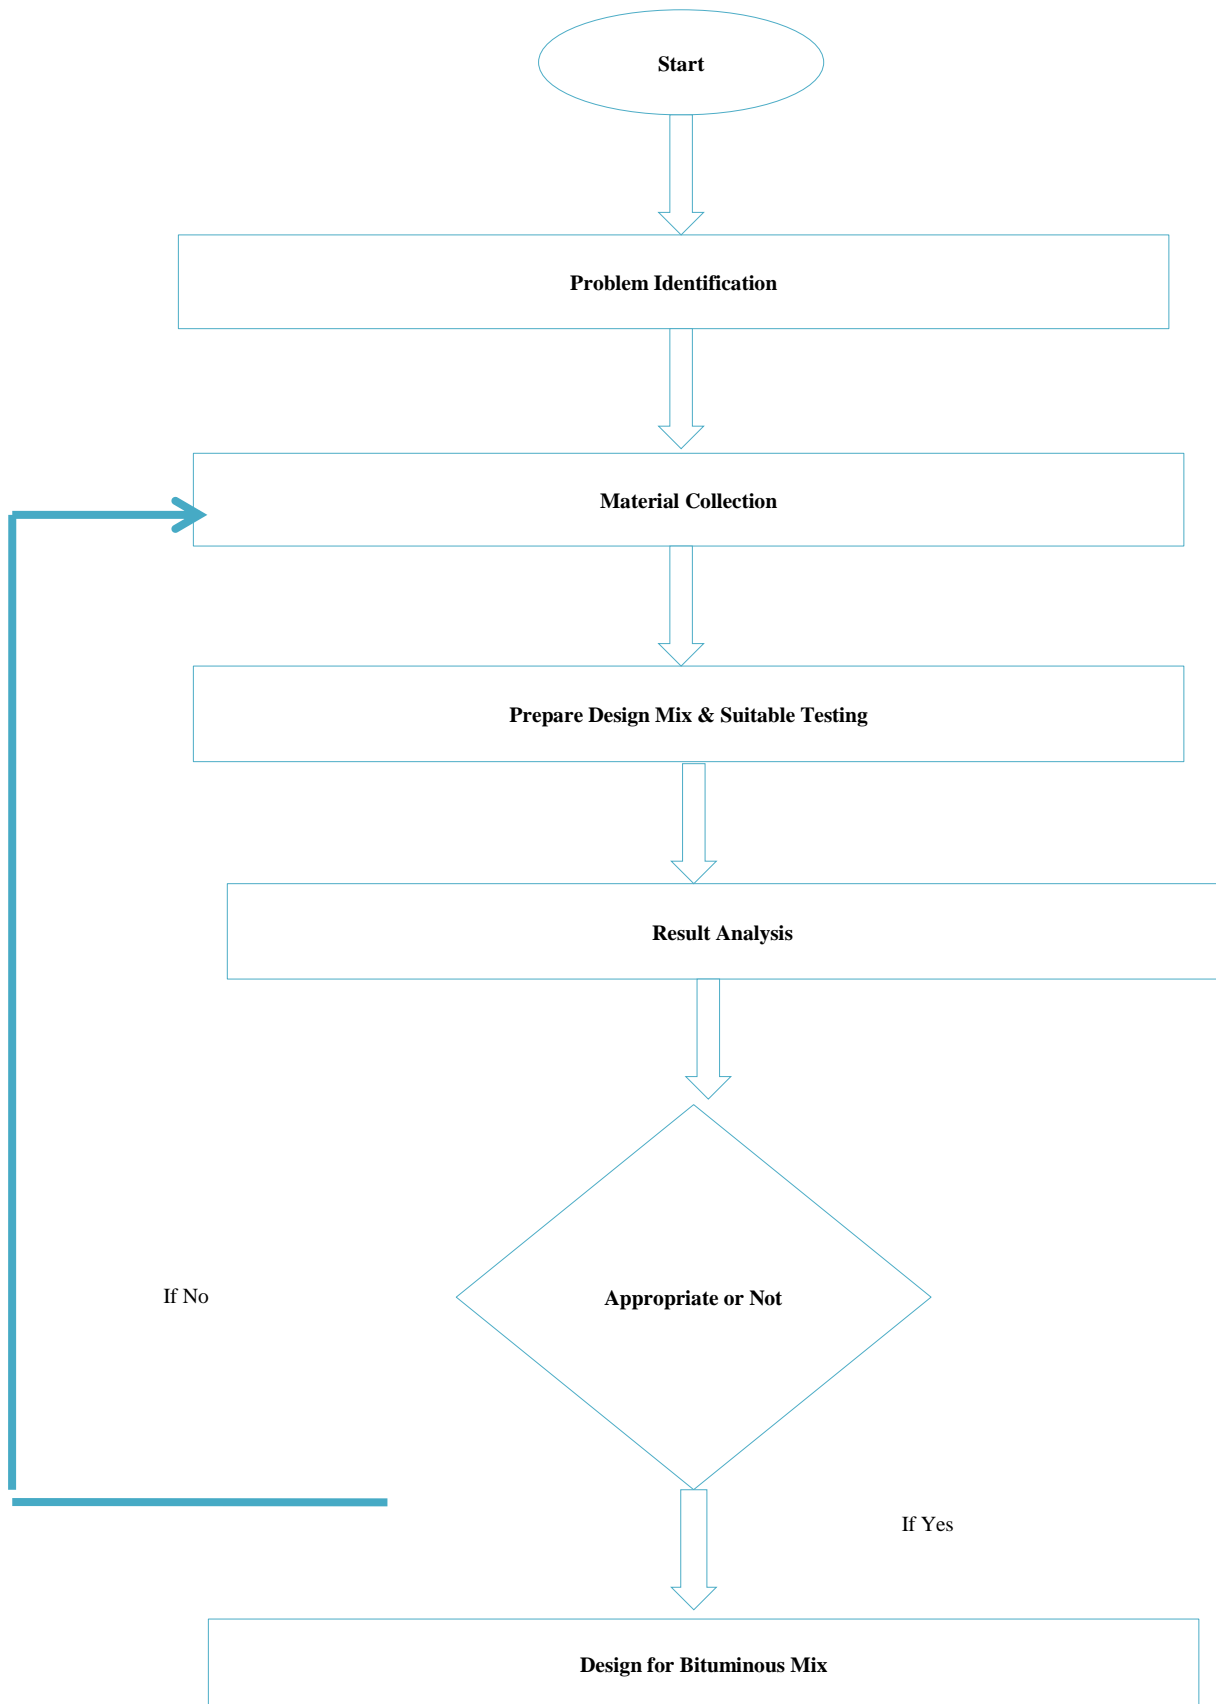 Start
Problem Identification
Material Collection
Prepare Design Mix & Suitable Testing
Result Analysis
If No
Appropriate or Not
If Yes
Design for Bituminous Mix